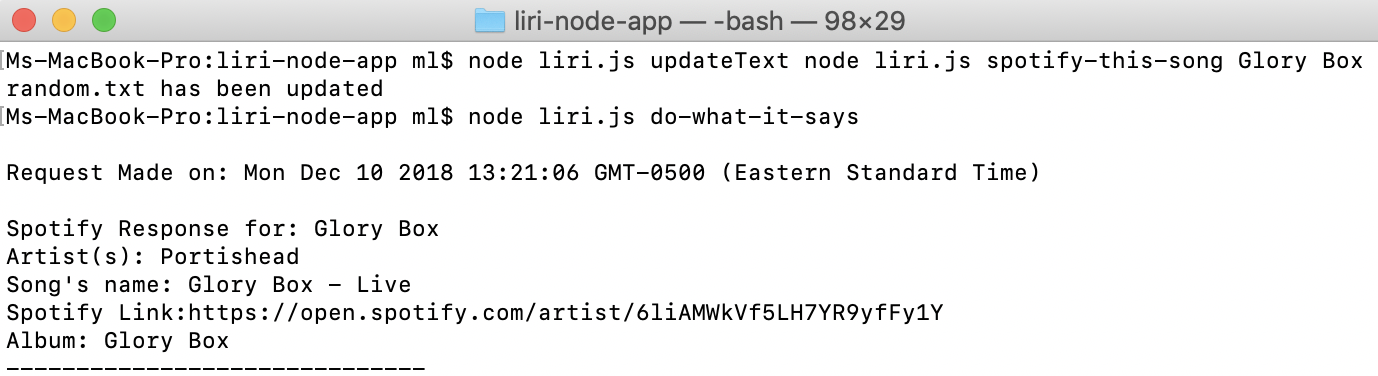 liri-node-app — -bash — 98×29
[Ms-MacBook-Pro:liri-node-app ml$ node liri.js updateText node liri.js spotify-this-song Glory Box
random.txt has been updated
[Ms-MacBook-Pro:liri-node-app ml$ node liri.js do-what-it-says
Request Made on: Mon Dec 10 2018 13:21:06 GMT-0500 (Eastern Standard Time)
Spotify Response for: Glory Box
Artist(s): Portishead
Song's name: Glory Box - Live
Spotify Link:https://open.spotify.com/artist/6liAMWkVf5LH7YR9yfFy1Y
Album: Glory Box
------------------------------